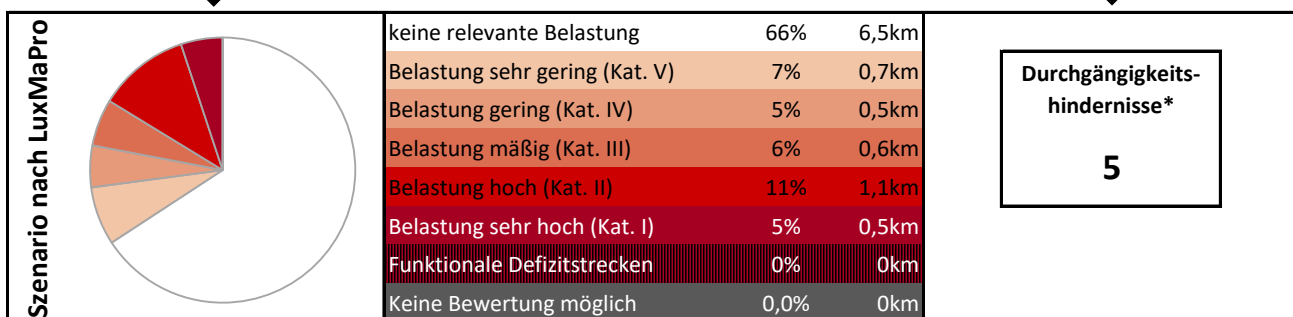 Szenario nach LuxMaPro
keine relevante Belastung 66% 6,5km
Belastung sehr gering (Kat. V) 7% 0,7km
Belastung gering (Kat. IV) 5% 0,5km
Belastung mäßig (Kat. III) 6% 0,6km
Belastung hoch (Kat. II) 11% 1,1km
Belastung sehr hoch (Kat. I) 5% 0,5km
Funktionale Defizitstrecken 0% 0km
Keine Bewertung möglich 0,0% 0km
Durchgängigkeits-
hindernisse*
5